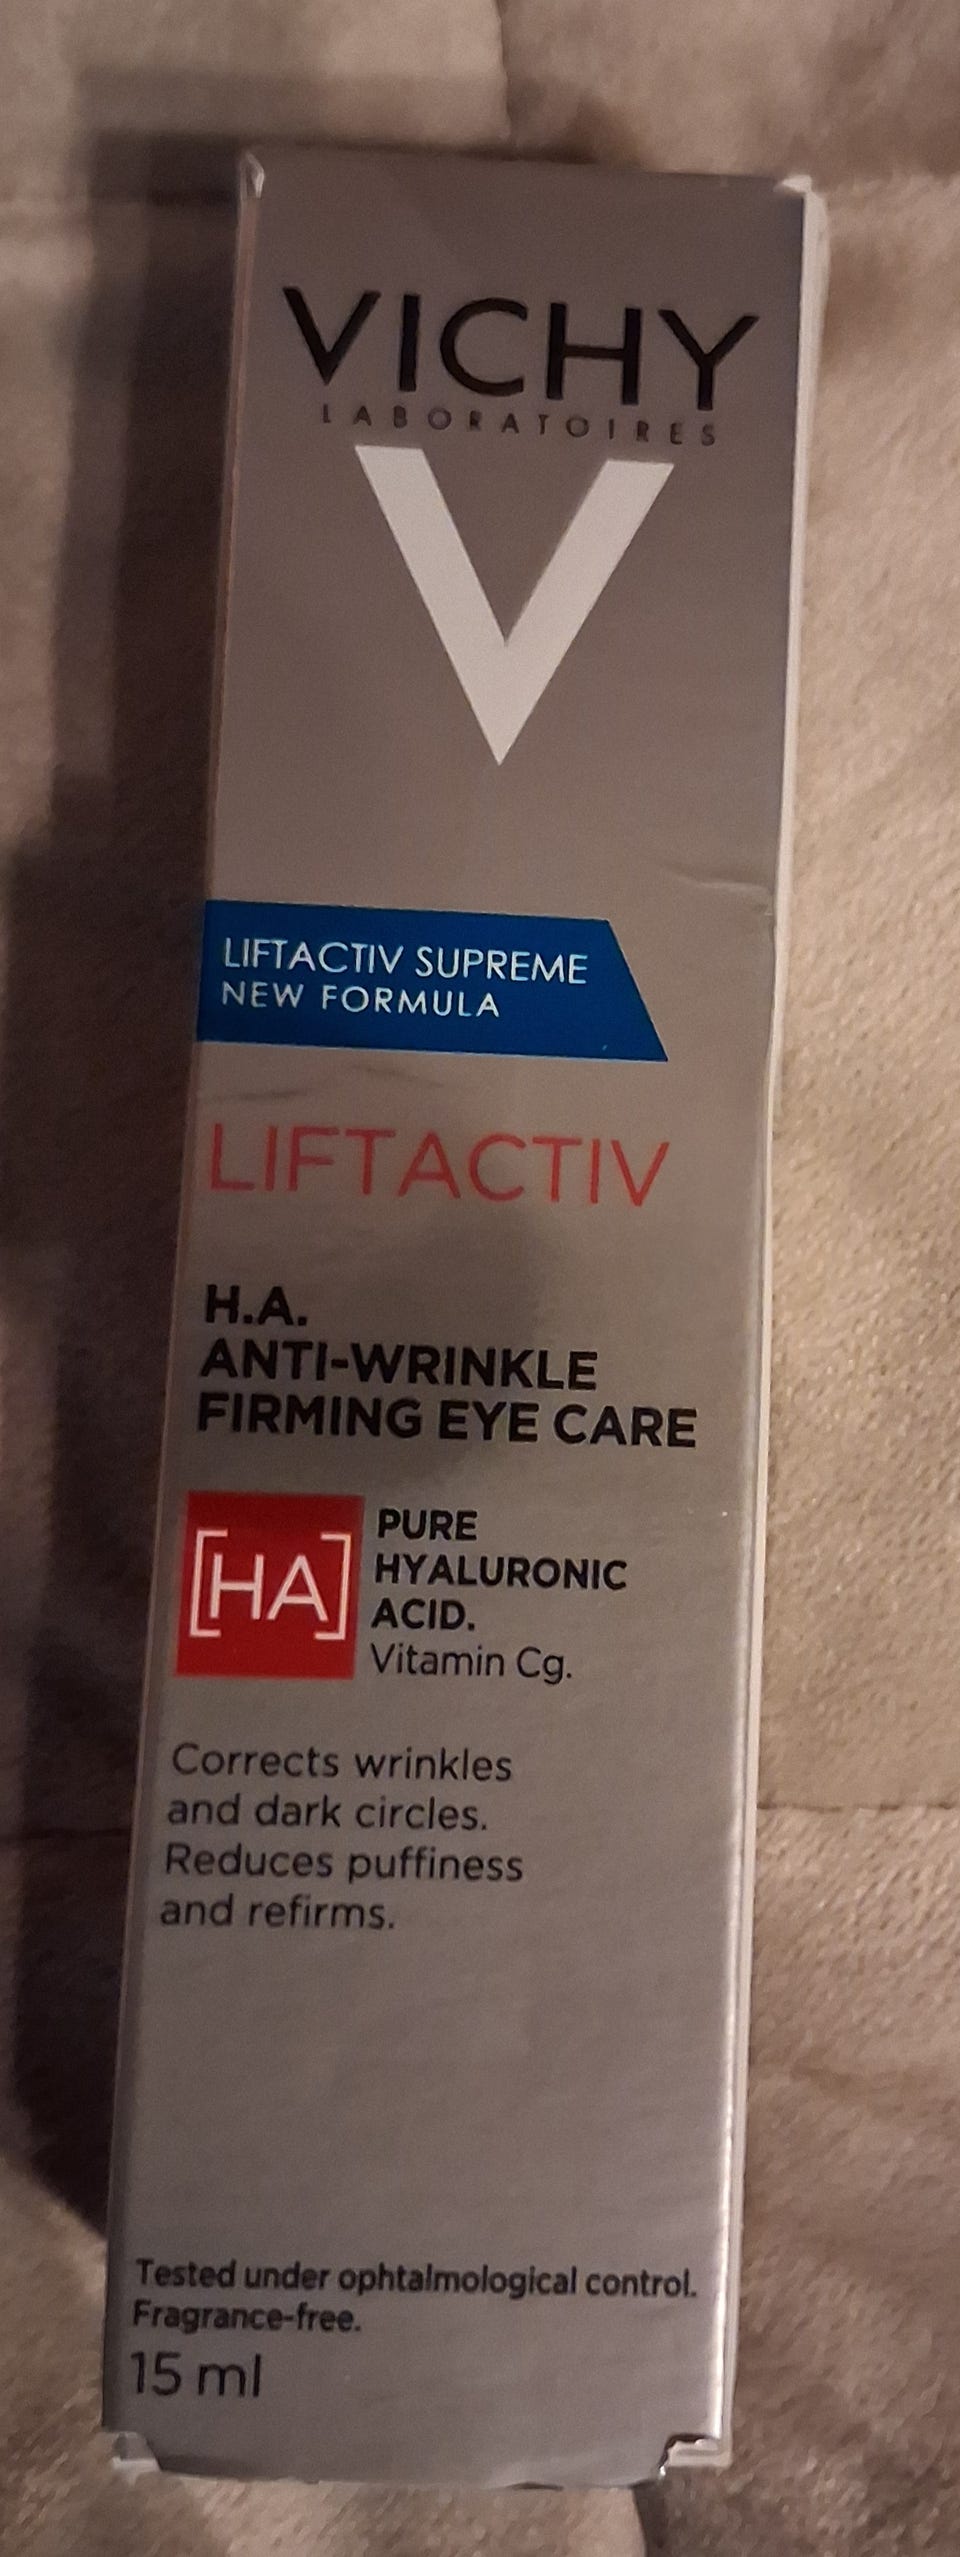 VICHY
LABORATOIRES
V
LIFTACTIV SUPREME
NEW FORMULA
LIFTACTIV
H.A.
ANTI-WRINKLE
FIRMING EYE CARE
[HA]
PURE
HYALURONIC
ACID.
Vitamin Cg.
Corrects wrinkles
and dark circles.
Reduces puffiness
and refirms.
Tested under ophtalmological control.
Fragrance-free.
15 ml